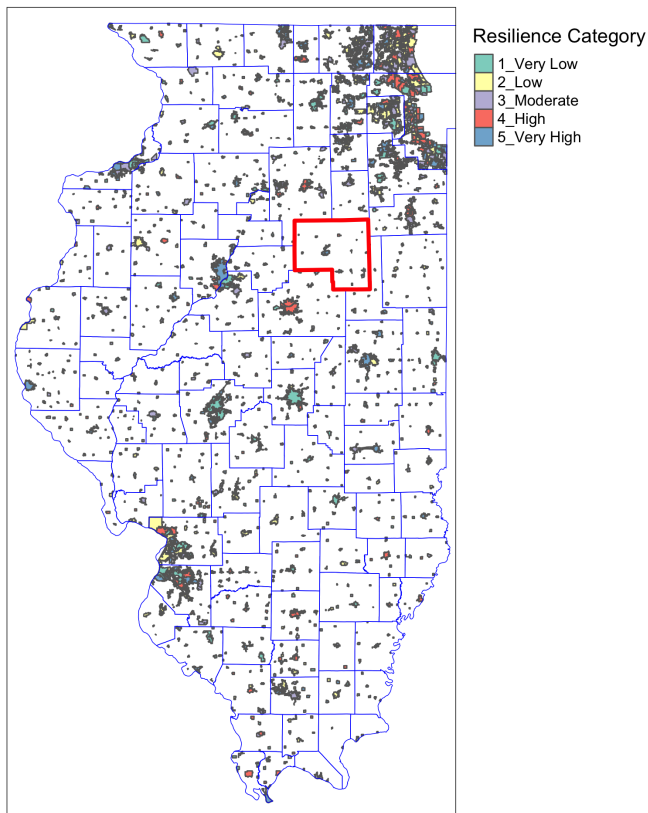 Resilience Category
1_Very Low
2_Low
3_Moderate
4_High
5_Very High